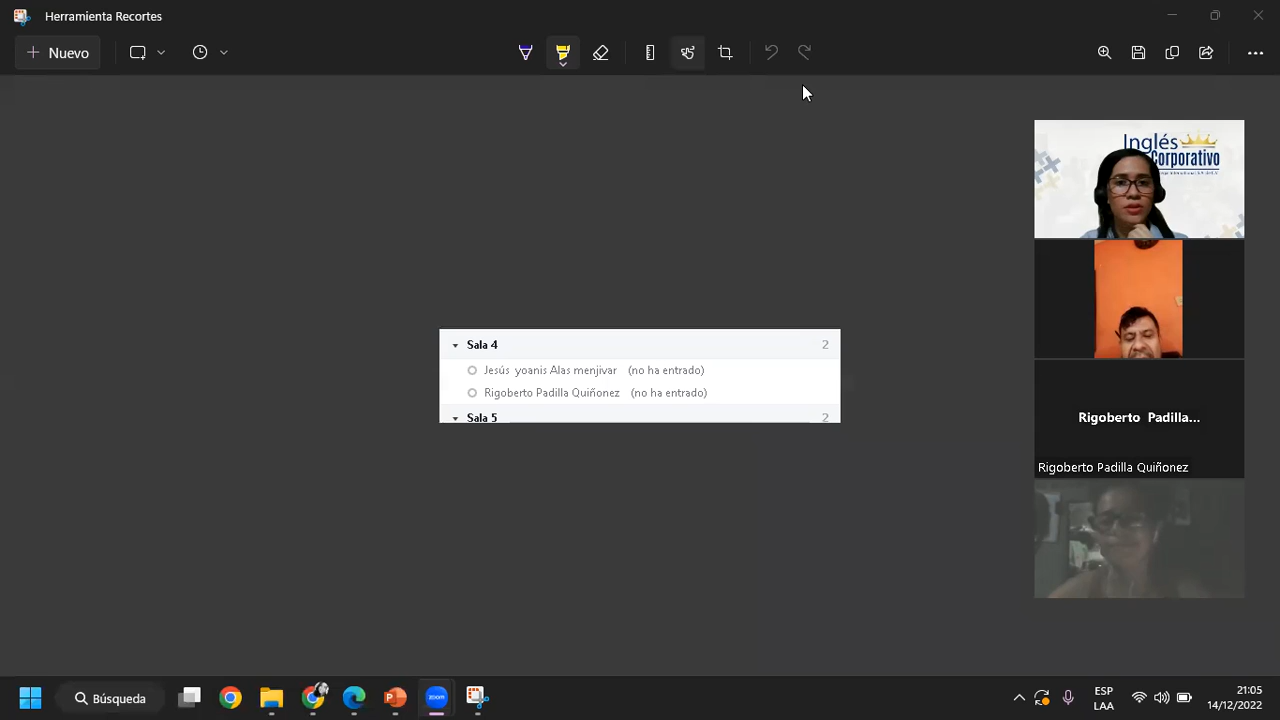 Herramienta Recortes
Nuevo
Inglés
Corporativo
Sala 4 2
Jesús yoanis Alas menjivar (no ha entrado)
Rigoberto Padilla Quiñonez (no ha entrado)
Sala 5 2
Rigoberto Padilla...
Rigoberto Padilla Quiñonez
Búsqueda
zoom
ESP
LAA
21:05
14/12/2022